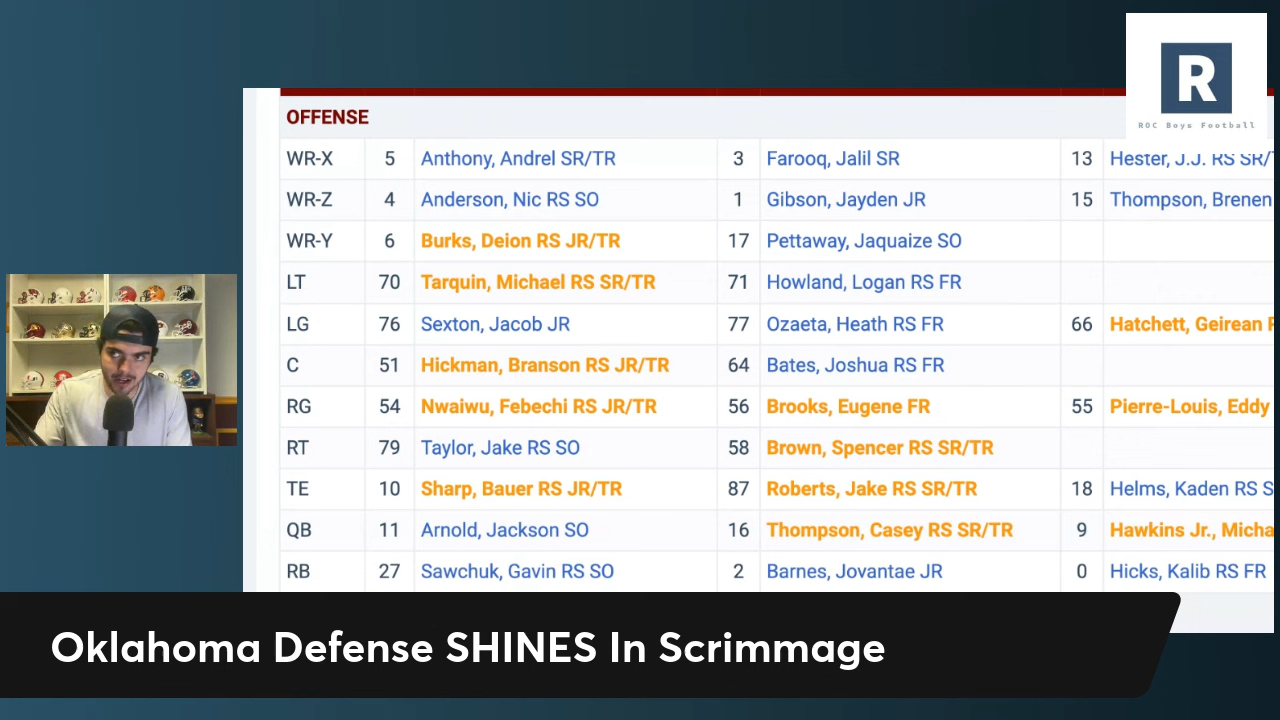 R
ROC Boys Football
OFFENSE
WR-X 5 Anthony, Andrel SR/TR 3 Farooq, Jalil SR 13 Hester, J.J. RS SR/
WR-Z 4 Anderson, Nic RS SO 1 Gibson, Jayden JR 15 Thompson, Brenen
WR-Y 6 Burks, Deion RS JR/TR 17 Pettaway, Jaquaize SO
LT 70 Tarquin, Michael RS SR/TR 71 Howland, Logan RS FR
LG 76 Sexton, Jacob JR 77 Ozaeta, Heath RS FR 66 Hatchett, Geirean
C 51 Hickman, Branson RS JR/TR 64 Bates, Joshua RS FR
RG 54 Nwaiwu, Febechi RS JR/TR 56 Brooks, Eugene FR 55 Pierre-Louis, Eddy
RT 79 Taylor, Jake RS SO 58 Brown, Spencer RS SR/TR
TE 10 Sharp, Bauer RS JR/TR 87 Roberts, Jake RS SR/TR 18 Helms, Kaden RS S
QB 11 Arnold, Jackson SO 16 Thompson, Casey RS SR/TR 9 Hawkins Jr., Micha
RB 27 Sawchuk, Gavin RS SO 2 Barnes, Jovantae JR 0 Hicks, Kalib RS FR
Oklahoma Defense SHINES In Scrimmage